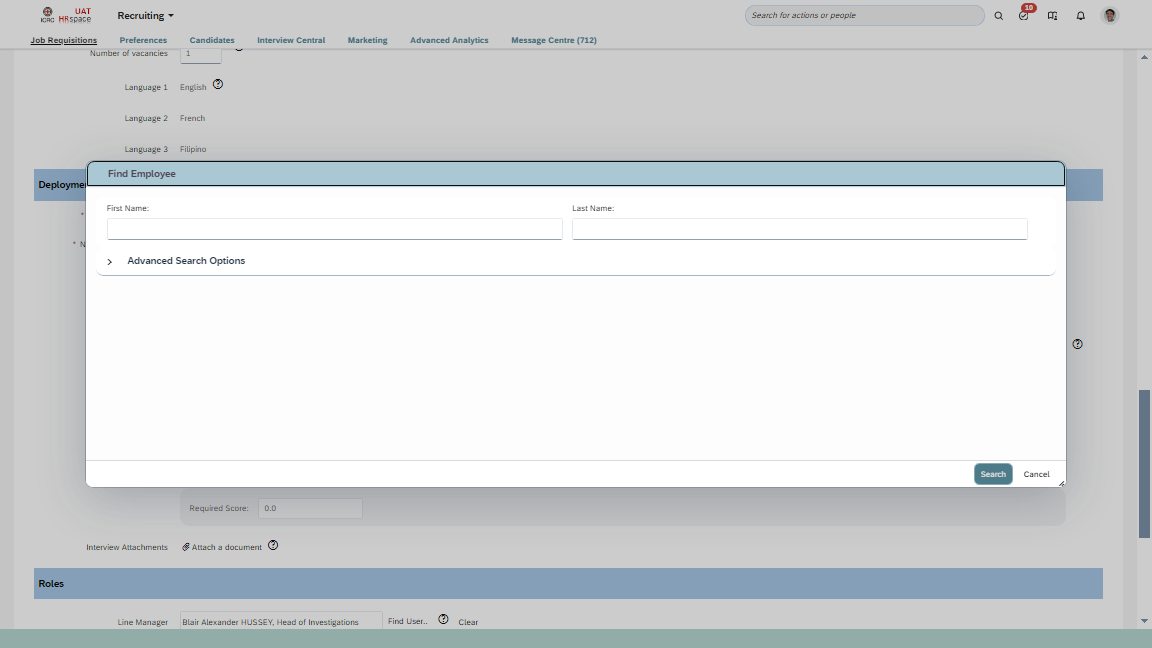 ICRC UAT HRspace
Recruiting
Search for actions or people
10
Job Requisitions Preferences Candidates Interview Central Marketing Advanced Analytics Message Centre (712)
Number of vacancies 1
Language 1 English
Language 2 French
Language 3 Filipino
Find Employee
First Name: Last Name:
Advanced Search Options
Search Cancel
Required Score: 0.0
Interview Attachments Attach a document
Roles
Line Manager Blair Alexander HUSSEY, Head of Investigations Find User.. Clear